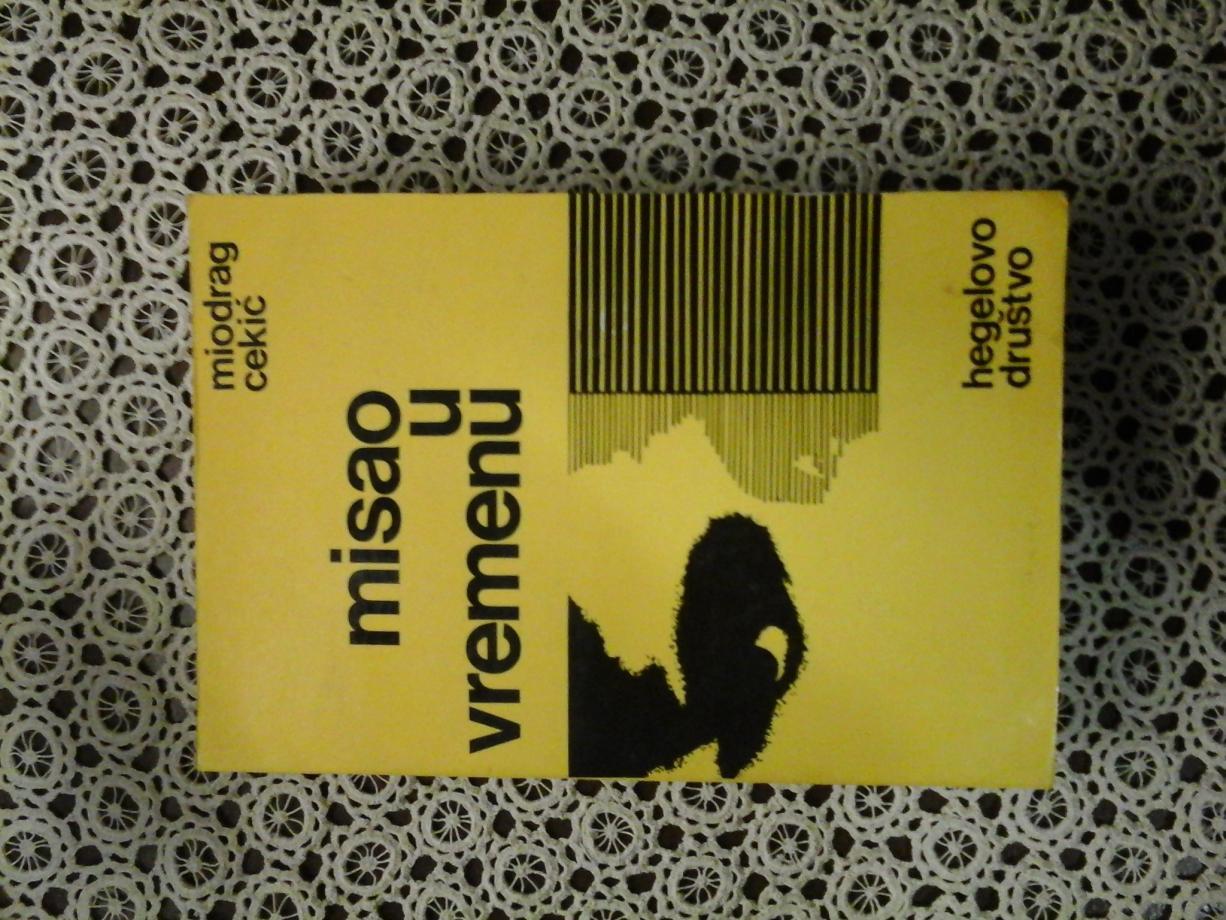 miodrag
cekić
misao
u
vremenu
hegelovo
društvo